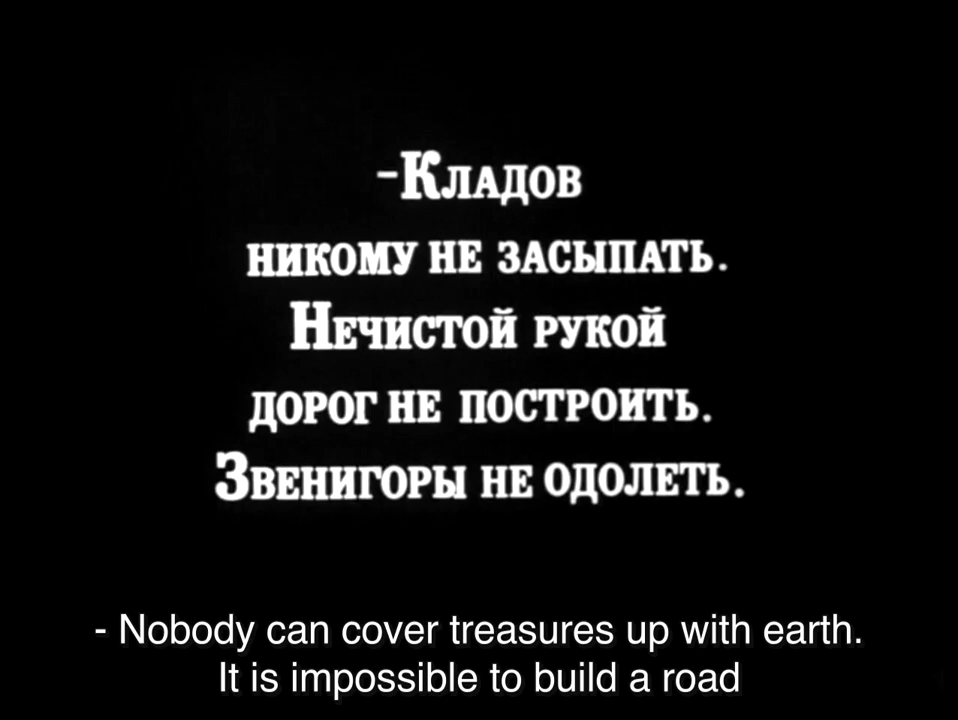 -Кладов
никому не засыпать.
Нечистой рукой
дорог не построить.
Звенигоры не одолеть.
- Nobody can cover treasures up with earth.
It is impossible to build a road